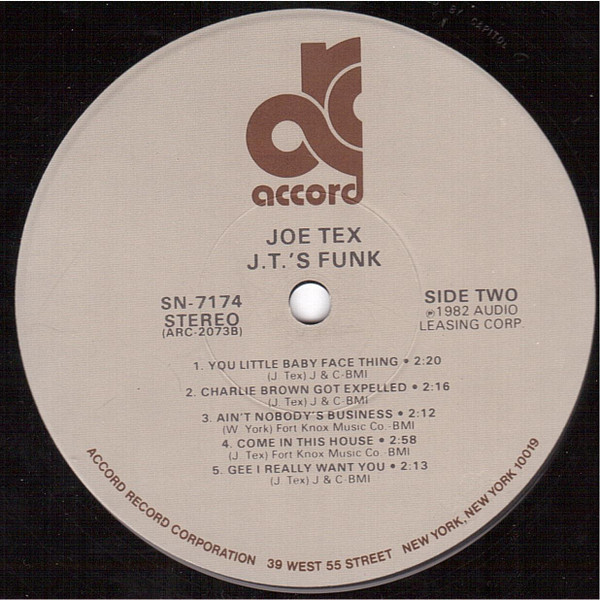 BY CAPITOL
accord
JOE TEX
J.T.'S FUNK
SN-7174
STEREO
(ARC-2073B)
SIDE TWO
℗1982 AUDIO
LEASING CORP.
1. YOU LITTLE BABY FACE THING • 2:20
(J Tex) J & C-BMI
2. CHARLIE BROWN GOT EXPELLED • 2:16
(J. Tex) J & C-BMI
3. AIN'T NOBODY'S BUSINESS • 2:12
(W York) Fort Knox Music Co.-BMI
4. COME IN THIS HOUSE • 2:58
(J Tex) Fort Knox Music Co -BMI
5. GEE I REALLY WANT YOU • 2:13
(J Tex) J & C-BMI
ACCORD RECORD CORPORATION 39 WEST 55 STREET NEW YORK, NEW YORK 10019